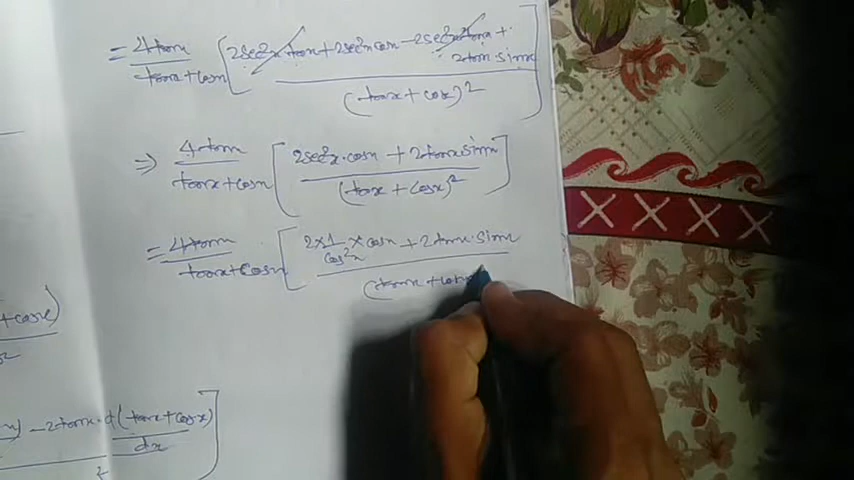 = 4tanx / tanx + cosx [ 2sec²x tanx + 2sec²x cosx - 2sec²x tanx + 2tanx·sinx / (tanx + cosx)² ]
⇒ 4tanx / tanx + cosx [ 2sec²x·cosx + 2tanx sinx / (tanx + cosx)² ]
= 4tanx / tanx + cosx [ 2×1/cos²x × cosx + 2tanx·sinx / (tanx + cosx
+ cosx)
- 2tanx·d(tanx + cosx) / dx ]
2